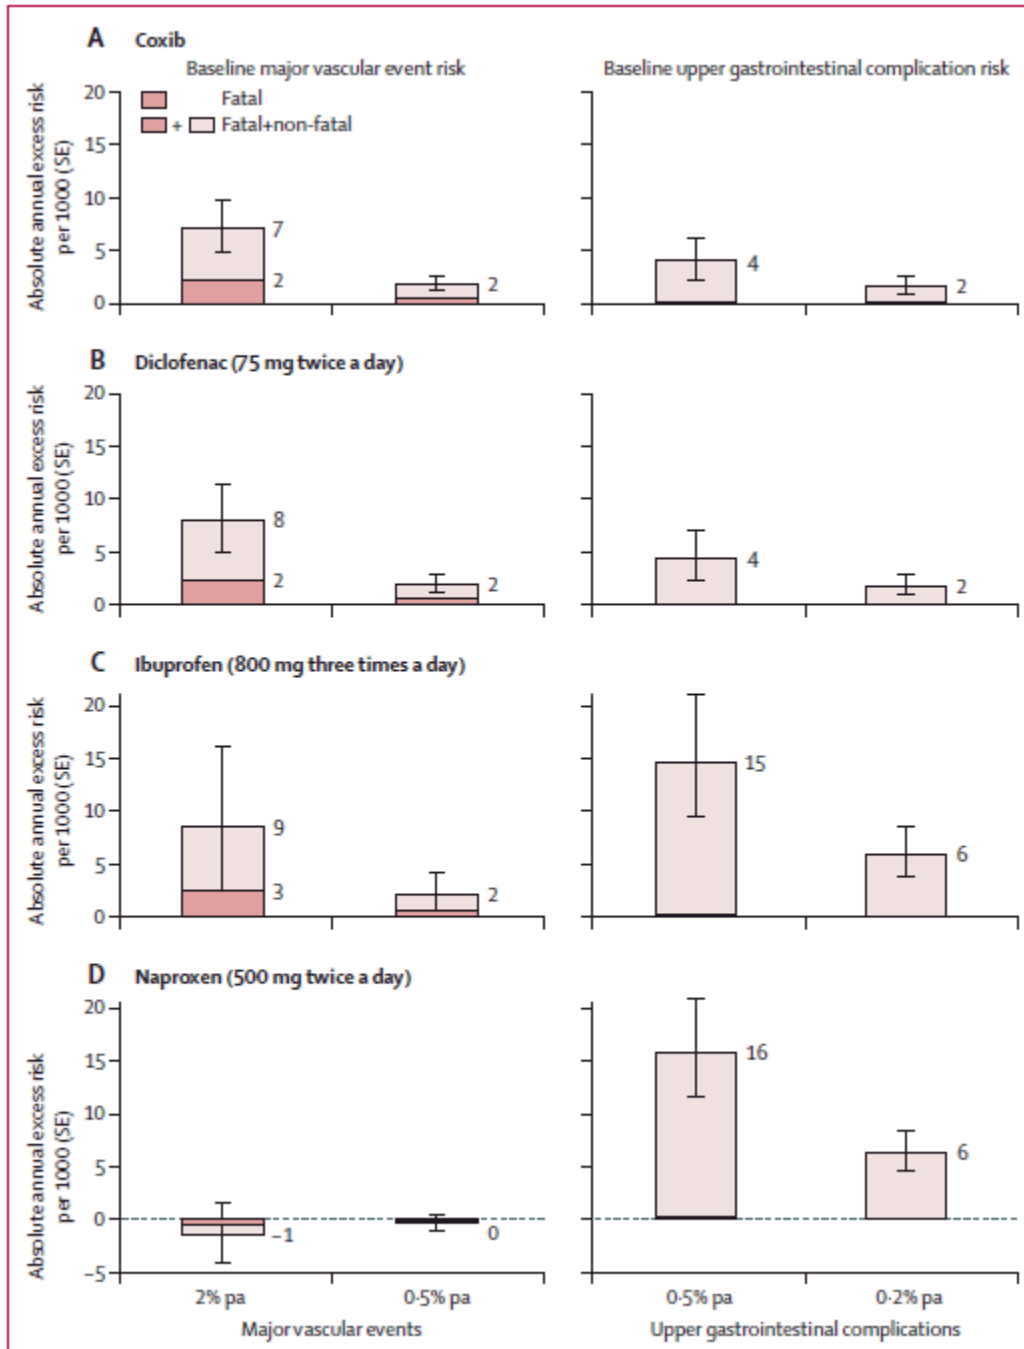 A Coxib
Baseline major vascular event risk
Baseline upper gastrointestinal complication risk
Absolute annual excess risk
per 1000 (SE)
20
15
10
5
0
Fatal
+ Fatal+non-fatal
7
2
2
4
2
B Diclofenac (75 mg twice a day)
Absolute annual excess risk
per 1000 (SE)
20
15
10
5
0
8
2
2
4
2
C Ibuprofen (800 mg three times a day)
Absolute annual excess risk
per 1000 (SE)
20
15
10
5
0
9
3
2
15
6
D Naproxen (500 mg twice a day)
Absolute annual excess risk
per 1000 (SE)
20
15
10
5
0
–5
–1
0
16
6
2% pa
0·5% pa
0·5% pa
0·2% pa
Major vascular events
Upper gastrointestinal complications